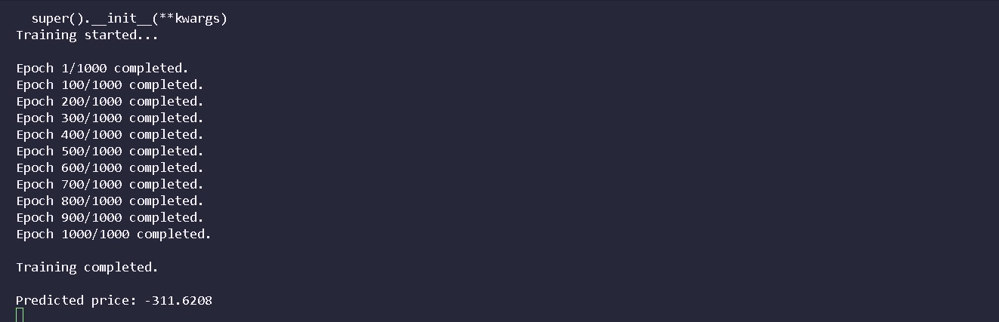 super().__init__(**kwargs)
Training started...
Epoch 1/1000 completed.
Epoch 100/1000 completed.
Epoch 200/1000 completed.
Epoch 300/1000 completed.
Epoch 400/1000 completed.
Epoch 500/1000 completed.
Epoch 600/1000 completed.
Epoch 700/1000 completed.
Epoch 800/1000 completed.
Epoch 900/1000 completed.
Epoch 1000/1000 completed.
Training completed.
Predicted price: -311.6208